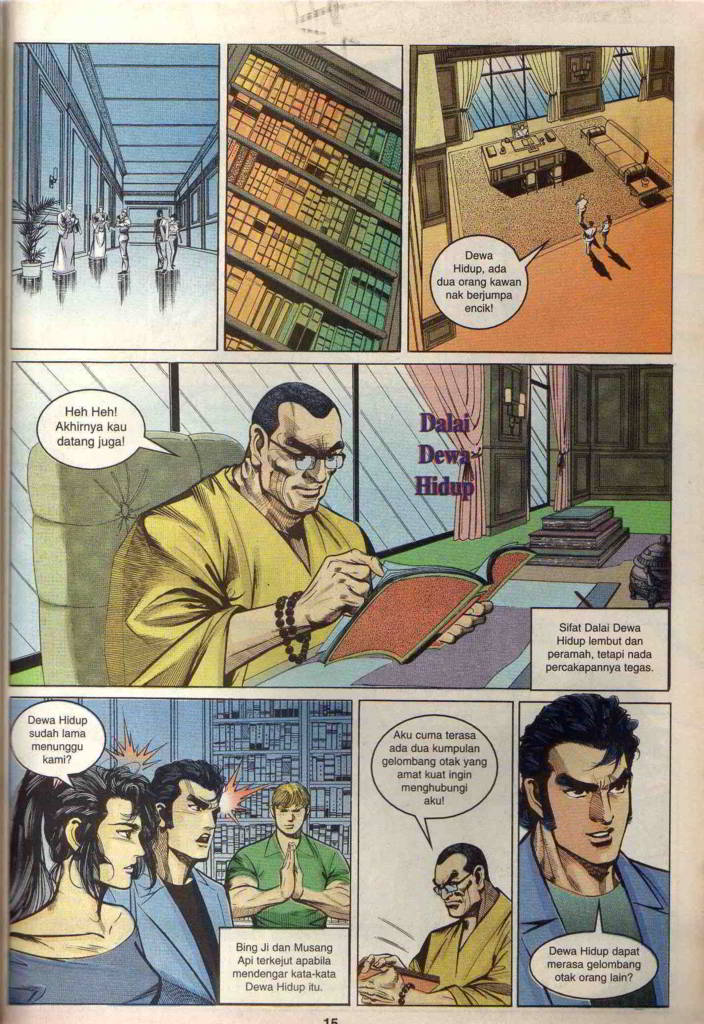 Dewa
Hidup, ada
dua orang kawan
nak berjumpa
encik!
Heh Heh!
Akhirnya kau
datang juga!
Dalai
Dewa
Hidup
Sifat Dalai Dewa
Hidup lembut dan
peramah, tetapi nada
percakapannya tegas.
Dewa Hidup
sudah lama
menunggu
kami?
Bing Ji dan Musang
Api terkejut apabila
mendengar kata-kata
Dewa Hidup itu.
Aku cuma terasa
ada dua kumpulan
gelombang otak yang
amat kuat ingin
menghubungi
aku!
Dewa Hidup dapat
merasa gelombang
otak orang lain?
15